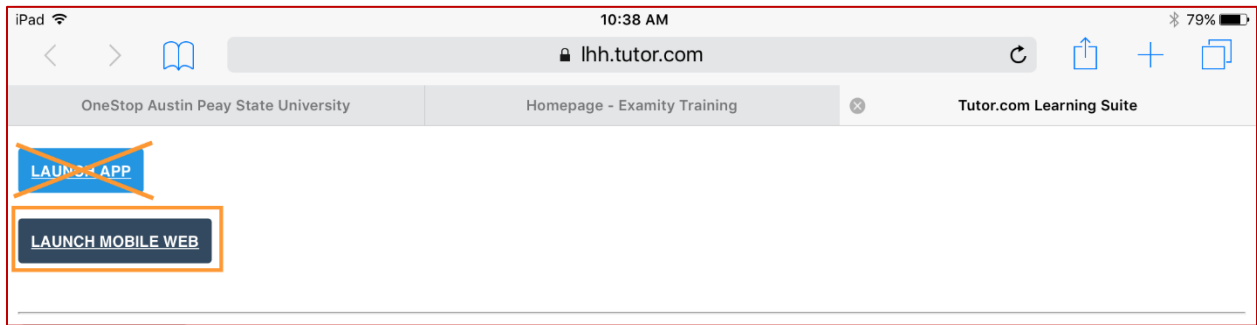 iPad 10:38 AM 79%
lhh.tutor.com
OneStop Austin Peay State University Homepage - Examity Training Tutor.com Learning Suite
LAUNCH APP
LAUNCH MOBILE WEB